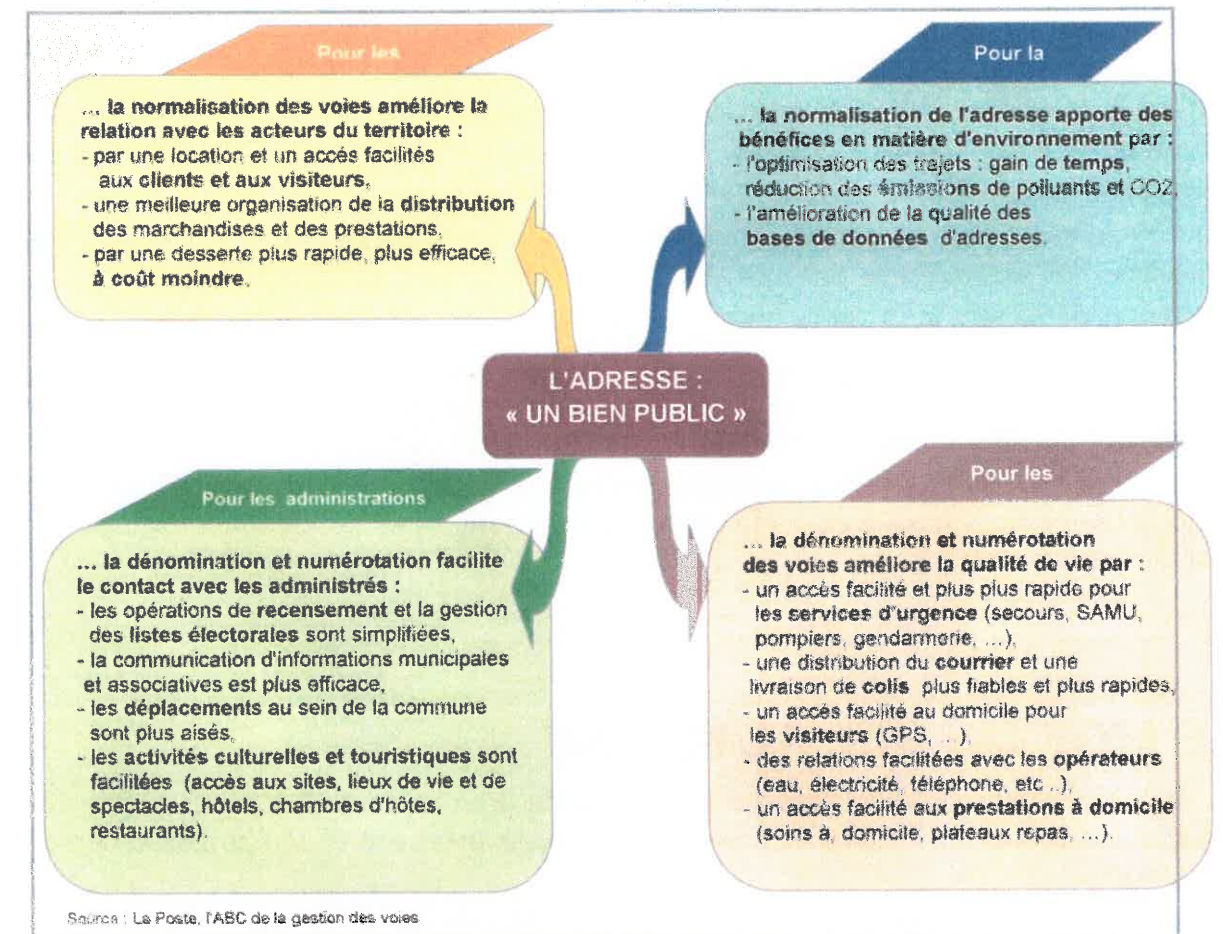 Pour les
... la normalisation des voies améliore la
relation avec les acteurs du territoire :
- par une location et un accés facilités
aux clients et aux visiteurs,
- une meilleure organisation de la distribution
des marchandises et des prestations,
- par une desserte plus rapide, plus efficace,
à coût moindre,
Pour la
... la normalisation de l'adresse apporte des
bénéfices en matière d'environnement par :
- l'optimisation des trajets : gain de temps,
réduction des émissions de polluants et CO2,
- l'amélioration de la qualité des
bases de données d'adresses.
L'ADRESSE :
« UN BIEN PUBLIC »
Pour les administrations
... la dénomination et numérotation facilite
le contact avec les administrés :
- les opérations de recensement et la gestion
des listes électorales sont simplifiées,
- la communication d'informations municipales
et associatives est plus efficace,
- les déplacements au sein de la commune
sont plus aisés,
- les activités culturelles et touristiques sont
facilitées (accès aux sites, lieux de vie et de
spectacles, hôtels, chambres d'hôtes,
restaurants).
Pour les
... la dénomination et numérotation
des voies améliore la qualité de vie par :
- un accès facilité et plus plus rapide pour
les services d'urgence (secours, SAMU,
pompiers, gendarmerie, ...),
- une distribution du courrier et une
livraison de colis plus fiables et plus rapides,
- un accès facilité au domicile pour
les visiteurs (GPS, ...),
- des relations facilitées avec les opérateurs
(eau, électricité, téléphone, etc ..),
- un accès facilité aux prestations à domicile
(soins à, domicile, plateaux repas, ...).
Source : La Poste, l'ABC de la gestion des voies